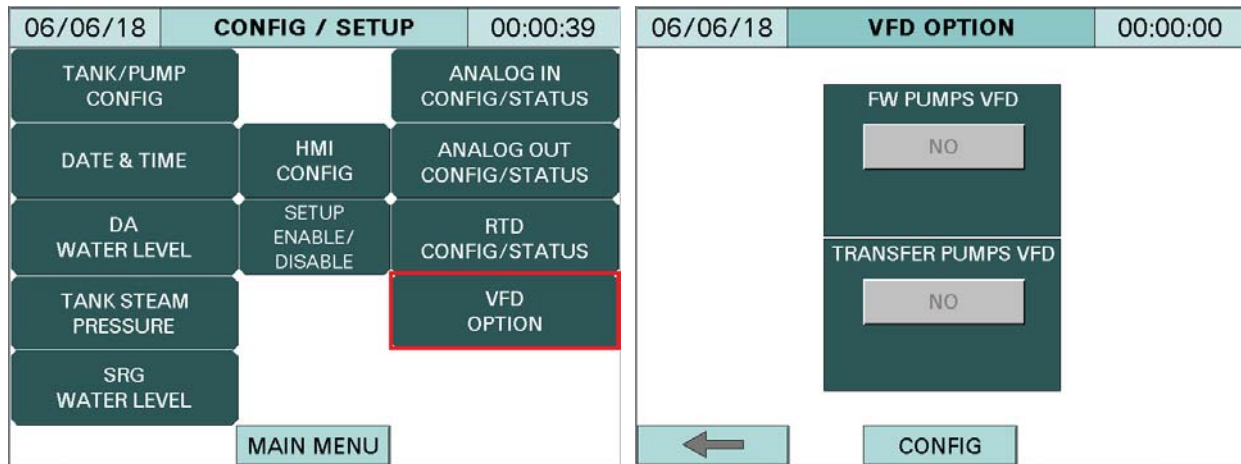 06/06/18
CONFIG / SETUP
00:00:39
TANK/PUMP
CONFIG
ANALOG IN
CONFIG/STATUS
DATE & TIME
HMI
CONFIG
ANALOG OUT
CONFIG/STATUS
DA
WATER LEVEL
SETUP
ENABLE/
DISABLE
RTD
CONFIG/STATUS
TANK STEAM
PRESSURE
VFD
OPTION
SRG
WATER LEVEL
MAIN MENU
06/06/18
VFD OPTION
00:00:00
FW PUMPS VFD
NO
TRANSFER PUMPS VFD
NO
CONFIG